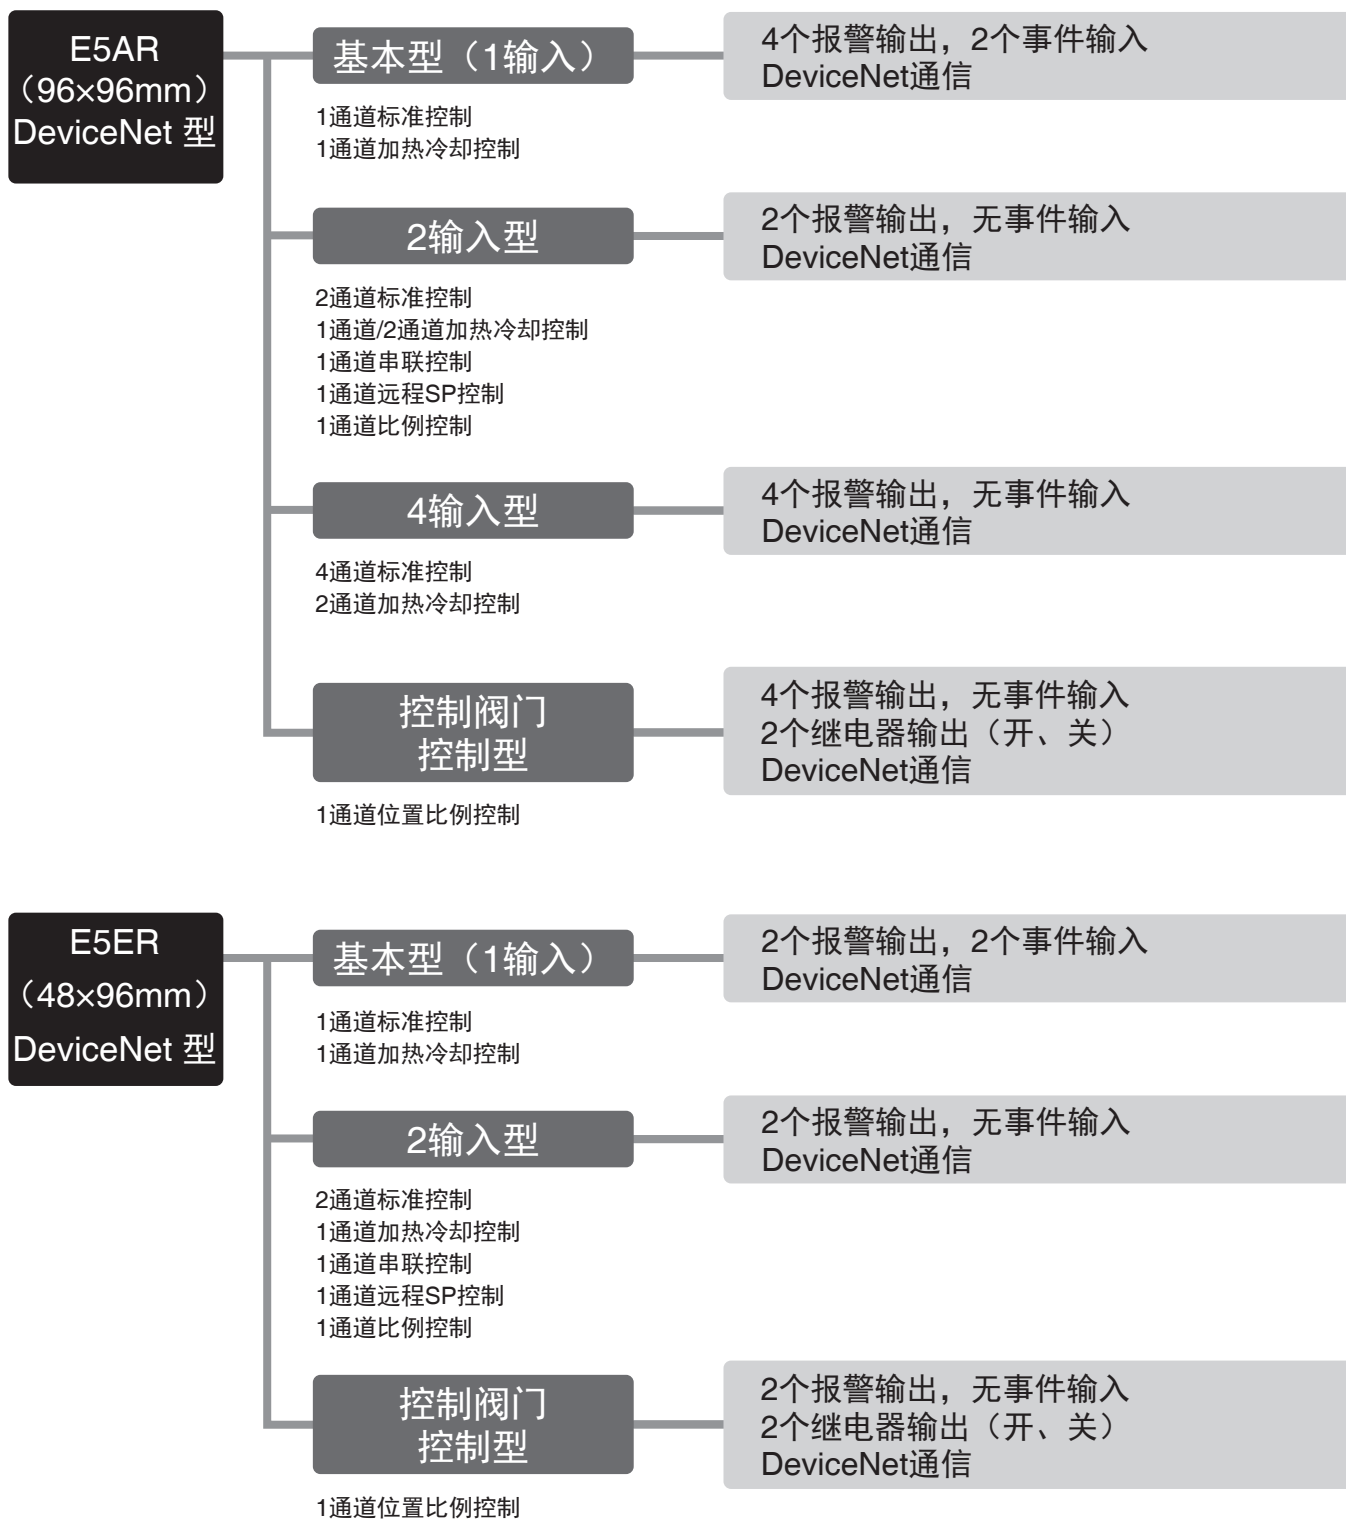 E5AR
（96×96mm）
DeviceNet 型
基本型（1输入）
4个报警输出，2个事件输入
DeviceNet通信
1通道标准控制
1通道加热冷却控制
2输入型
2个报警输出，无事件输入
DeviceNet通信
2通道标准控制
1通道/2通道加热冷却控制
1通道串联控制
1通道远程SP控制
1通道比例控制
4输入型
4个报警输出，无事件输入
DeviceNet通信
4通道标准控制
2通道加热冷却控制
控制阀门
控制型
4个报警输出，无事件输入
2个继电器输出（开、关）
DeviceNet通信
1通道位置比例控制
E5ER
（48×96mm）
DeviceNet 型
基本型（1输入）
2个报警输出，2个事件输入
DeviceNet通信
1通道标准控制
1通道加热冷却控制
2输入型
2个报警输出，无事件输入
DeviceNet通信
2通道标准控制
1通道加热冷却控制
1通道串联控制
1通道远程SP控制
1通道比例控制
控制阀门
控制型
2个报警输出，无事件输入
2个继电器输出（开、关）
DeviceNet通信
1通道位置比例控制